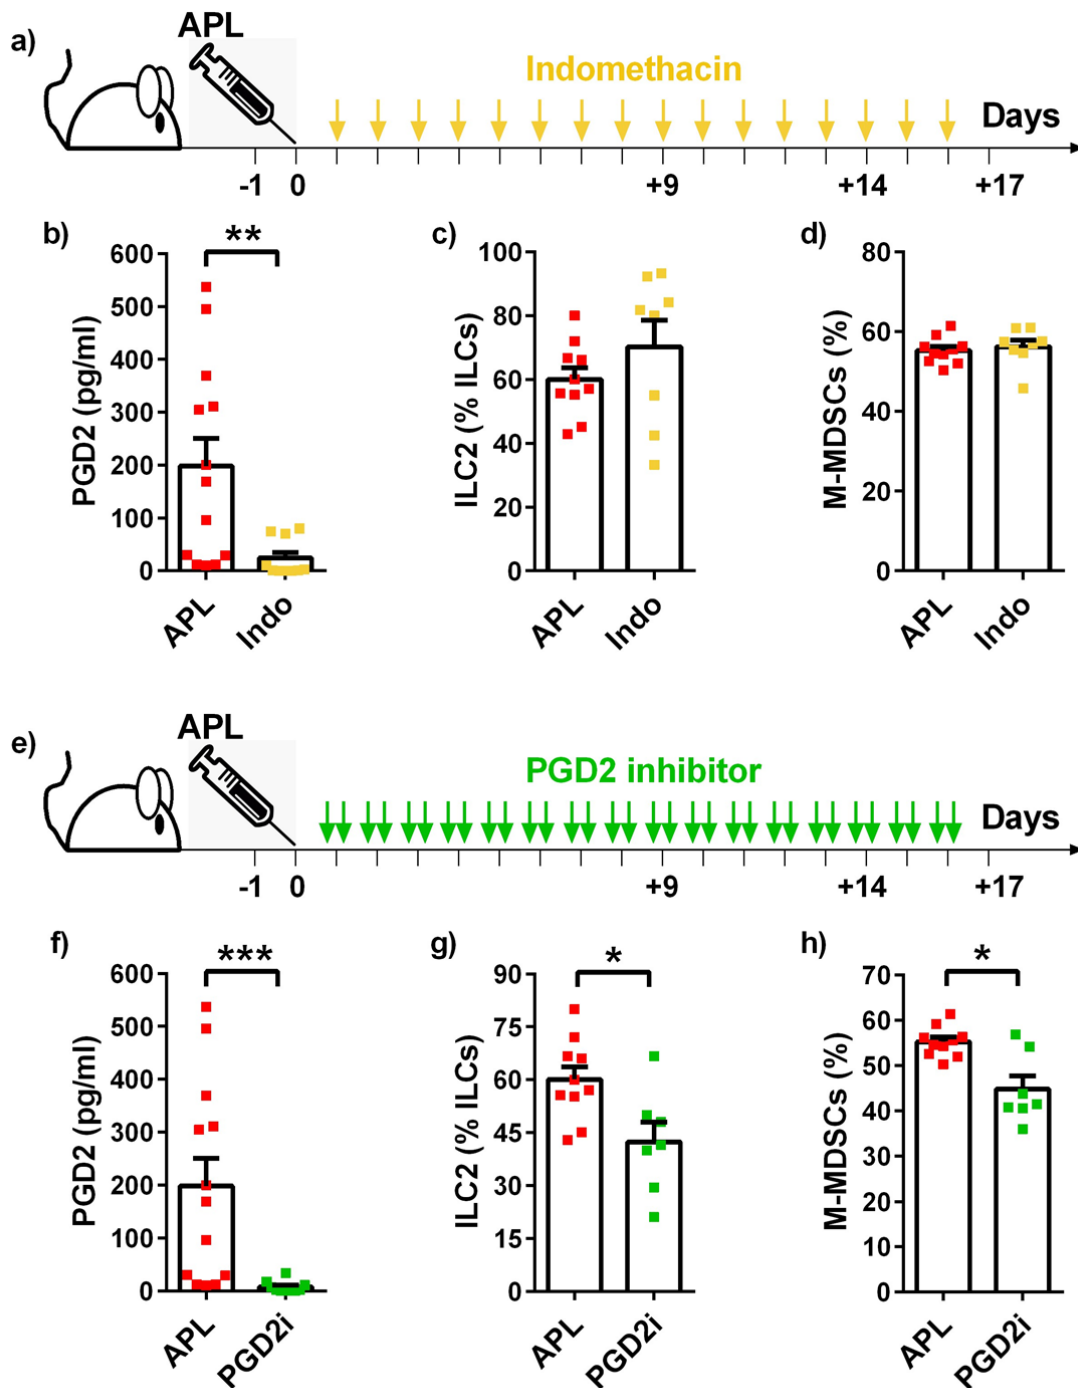 a)
APL
Indomethacin
Days
-1 0 +9 +14 +17
b)
**
PGD2 (pg/ml)
600
500
400
300
200
100
0
APL Indo
c)
ILC2 (% ILCs)
100
80
60
40
20
0
APL Indo
d)
M-MDSCs (%)
80
60
40
20
0
APL Indo
e)
APL
PGD2 inhibitor
Days
-1 0 +9 +14 +17
f)
***
PGD2 (pg/ml)
600
500
400
300
200
100
0
APL PGD2i
g)
*
ILC2 (% ILCs)
90
75
60
45
30
15
0
APL PGD2i
h)
*
M-MDSCs (%)
70
60
50
40
30
20
10
0
APL PGD2i